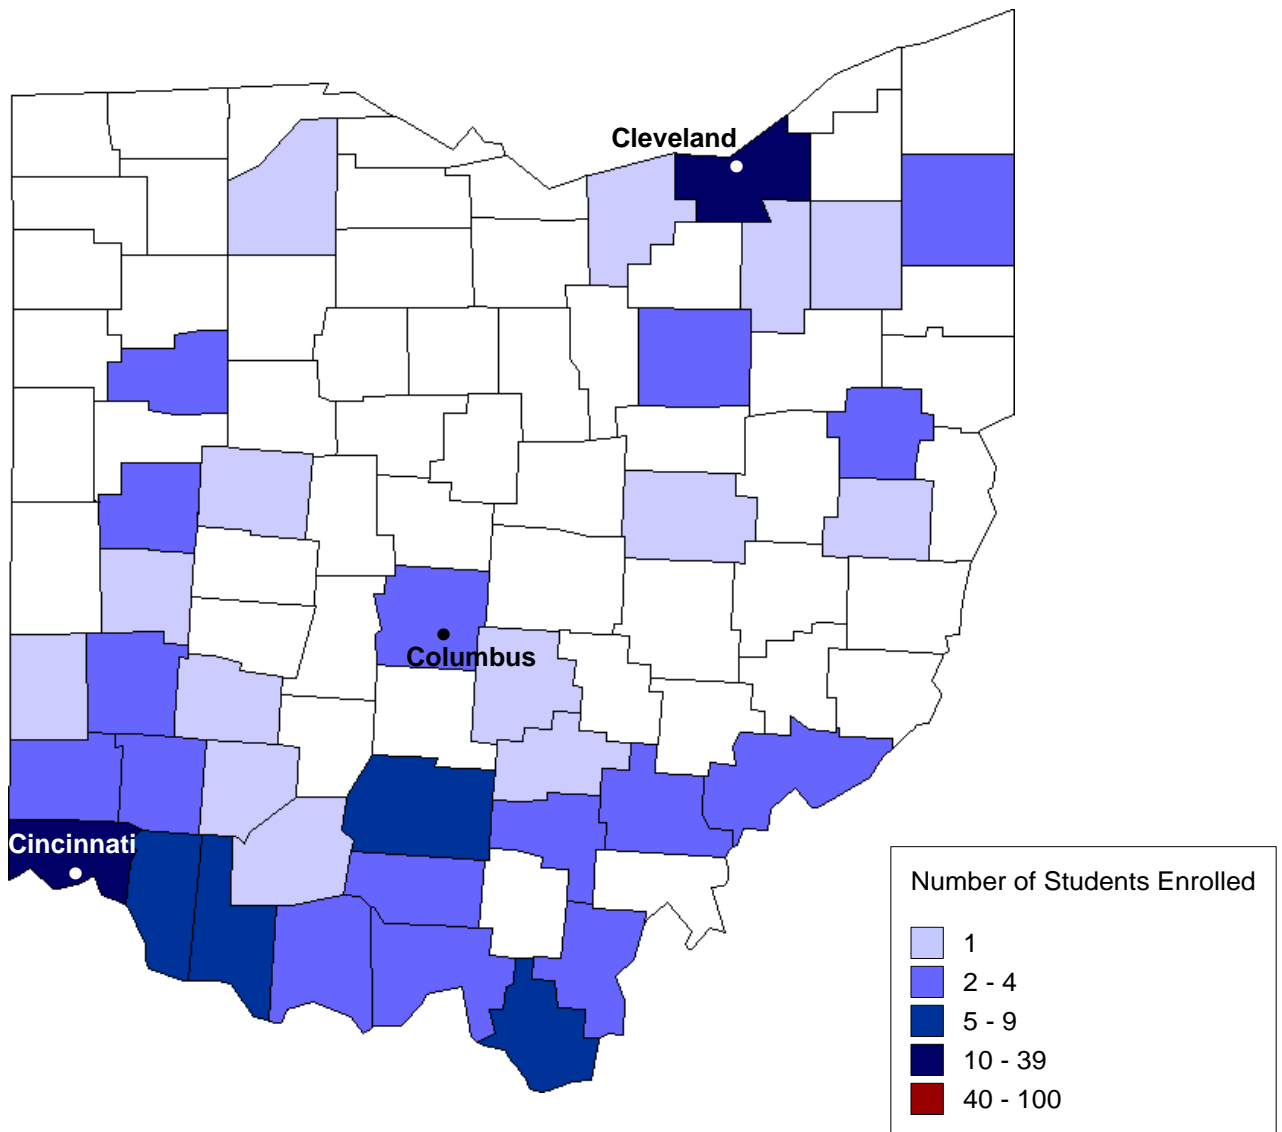 Cleveland
Columbus
Cincinnati
Number of Students Enrolled
1
2 - 4
5 - 9
10 - 39
40 - 100